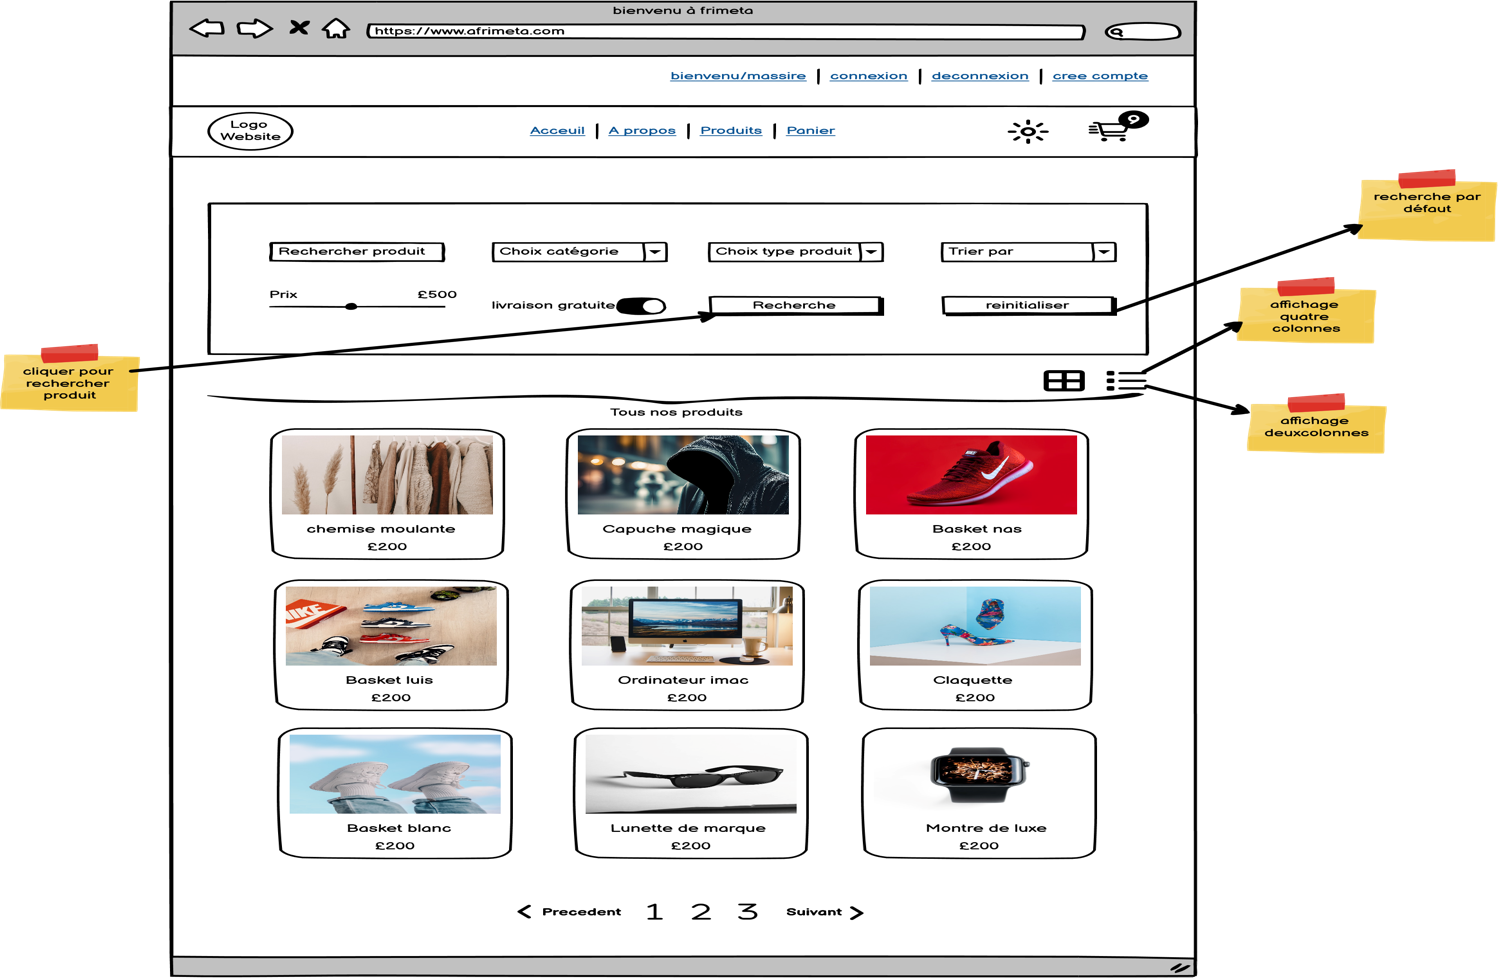 bienvenu à frimeta
https://www.afrimeta.com
bienvenu/massire | connexion | deconnexion | cree compte
Logo
Website
Acceuil | A propos | Produits | Panier
9
Rechercher produit
Choix catégorie
Choix type produit
Trier par
Prix
£500
livraison gratuite
Recherche
reinitialiser
recherche par
défaut
affichage
quatre
colonnes
affichage
deuxcolonnes
cliquer pour
rechercher
produit
Tous nos produits
chemise moulante
£200
Capuche magique
£200
Basket nas
£200
NIKE
Basket luis
£200
Ordinateur imac
£200
Claquette
£200
Basket blanc
£200
Lunette de marque
£200
Montre de luxe
£200
Precedent 1 2 3 Suivant